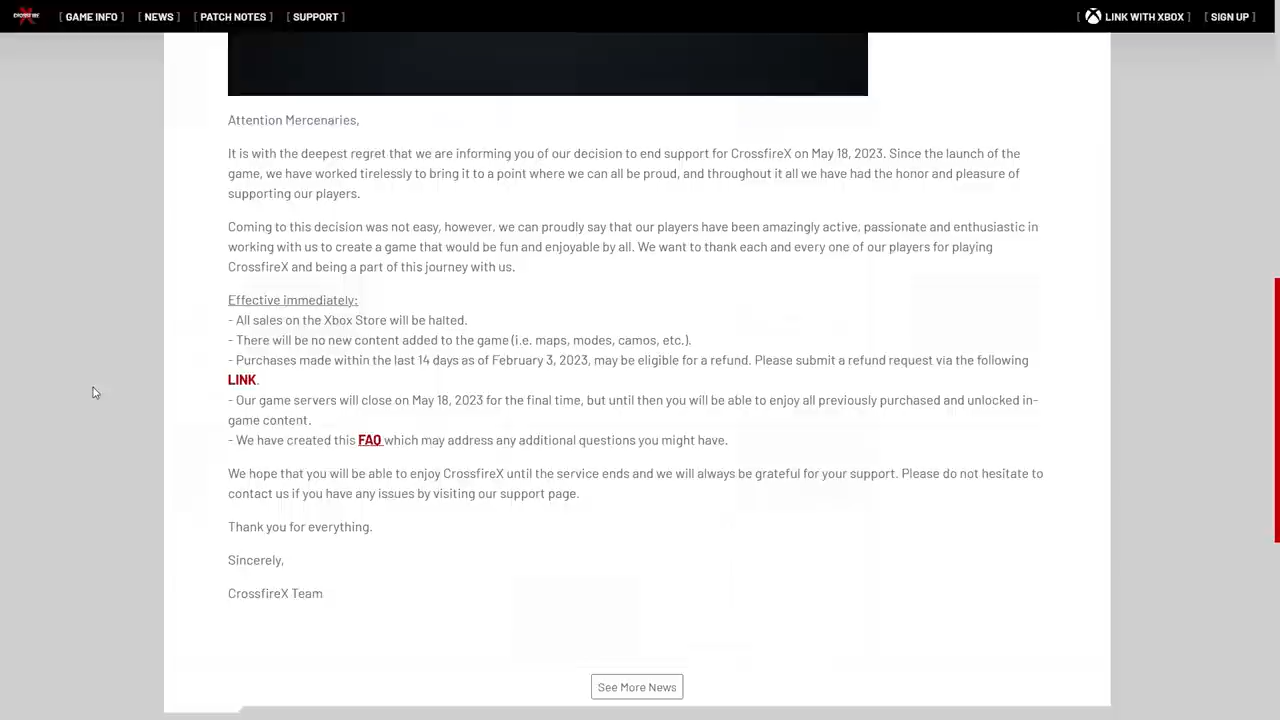 CROSSFIRE X [ GAME INFO ] [ NEWS ] [ PATCH NOTES ] [ SUPPORT ] [ LINK WITH XBOX ] [ SIGN UP ]
Attention Mercenaries,
It is with the deepest regret that we are informing you of our decision to end support for CrossfireX on May 18, 2023. Since the launch of the
game, we have worked tirelessly to bring it to a point where we can all be proud, and throughout it all we have had the honor and pleasure of
supporting our players.
Coming to this decision was not easy, however, we can proudly say that our players have been amazingly active, passionate and enthusiastic in
working with us to create a game that would be fun and enjoyable by all. We want to thank each and every one of our players for playing
CrossfireX and being a part of this journey with us.
Effective immediately:
- All sales on the Xbox Store will be halted.
- There will be no new content added to the game (i.e. maps, modes, camos, etc.).
- Purchases made within the last 14 days as of February 3, 2023, may be eligible for a refund. Please submit a refund request via the following
LINK.
- Our game servers will close on May 18, 2023 for the final time, but until then you will be able to enjoy all previously purchased and unlocked in-
game content.
- We have created this FAQ which may address any additional questions you might have.
We hope that you will be able to enjoy CrossfireX until the service ends and we will always be grateful for your support. Please do not hesitate to
contact us if you have any issues by visiting our support page.
Thank you for everything.
Sincerely,
CrossfireX Team
See More News